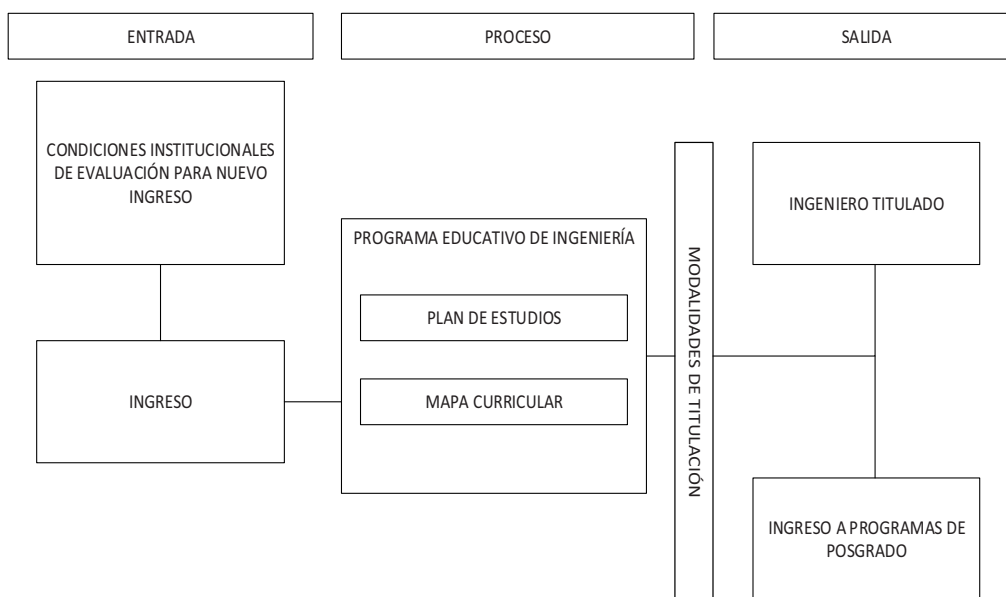 ENTRADA
PROCESO
SALIDA
CONDICIONES INSTITUCIONALES
DE EVALUACIÓN PARA NUEVO
INGRESO
INGRESO
PROGRAMA EDUCATIVO DE INGENIERÍA
PLAN DE ESTUDIOS
MAPA CURRICULAR
MODALIDADES DE TITULACIÓN
INGENIERO TITULADO
INGRESO A PROGRAMAS DE
POSGRADO